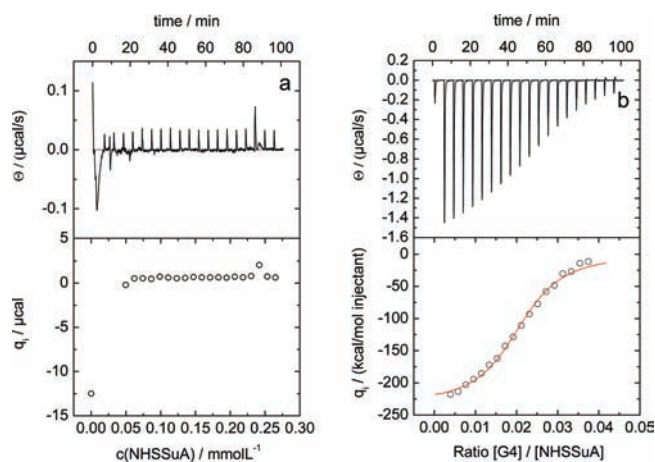 time / min
0 20 40 60 80 100
0.1
0.0
-0.1
Θ / (μcal/s)
a
5
0
-5
-10
-15
qᵢ / μcal
0.00 0.05 0.10 0.15 0.20 0.25 0.30
c(NHSSuA) / mmolL⁻¹
time / min
0 20 40 60 80 100
0.2
0.0
-0.2
-0.4
-0.6
-0.8
-1.0
-1.2
-1.4
-1.6
Θ / (μcal/s)
b
0
-50
-100
-150
-200
-250
qᵢ / (kcal/mol injectant)
0.00 0.01 0.02 0.03 0.04
Ratio [G4] / [NHSSuA]